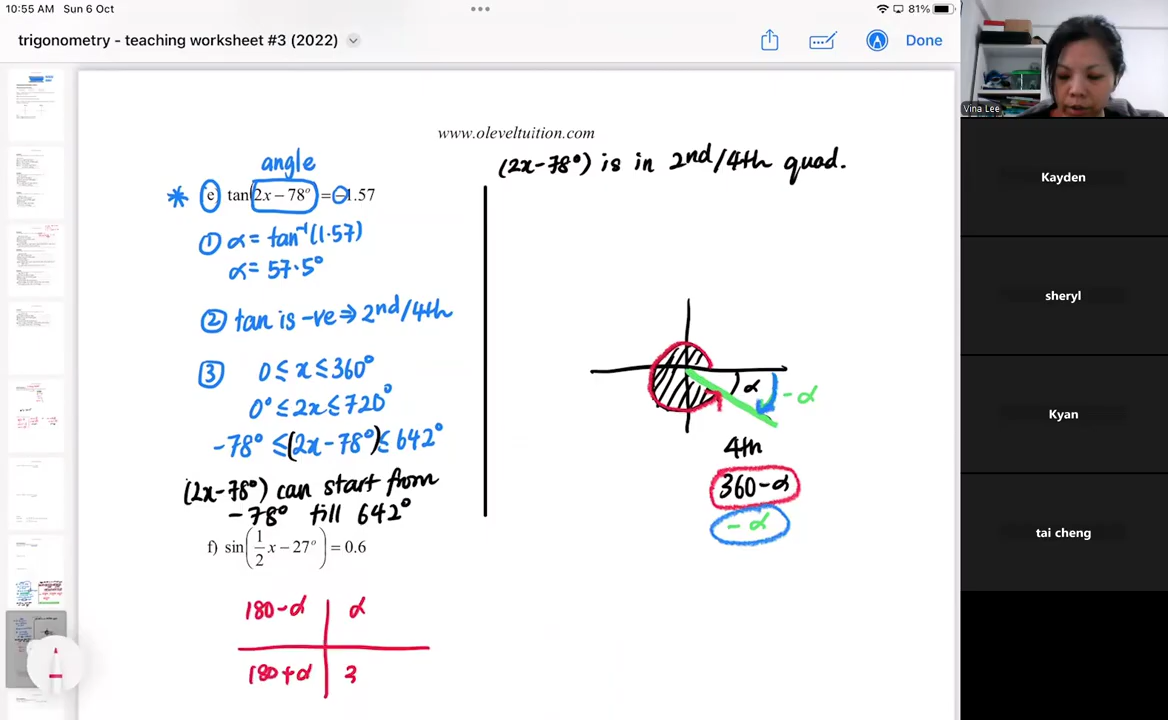 10:55 AM Sun 6 Oct
81%
trigonometry - teaching worksheet #3 (2022)
Done
www.oleveltuition.com
angle
* e tan(2x – 78° = –1.57
① α = tan⁻¹(1.57)
α = 57.5°
② tan is -ve ⇒ 2nd/4th
③ 0 ≤ x ≤ 360°
0° ≤ 2x ≤ 720°
-78° ≤ (2x - 78°) ≤ 642°
(2x-78°) can start from
-78° till 642°
f) sin(1/2 x – 27°) = 0.6
180-α α
180+α 3
(2x-78°) is in 2nd/4th quad.
α
-α
4th
360-α
-α
Vina Lee
Kayden
sheryl
Kyan
tai cheng